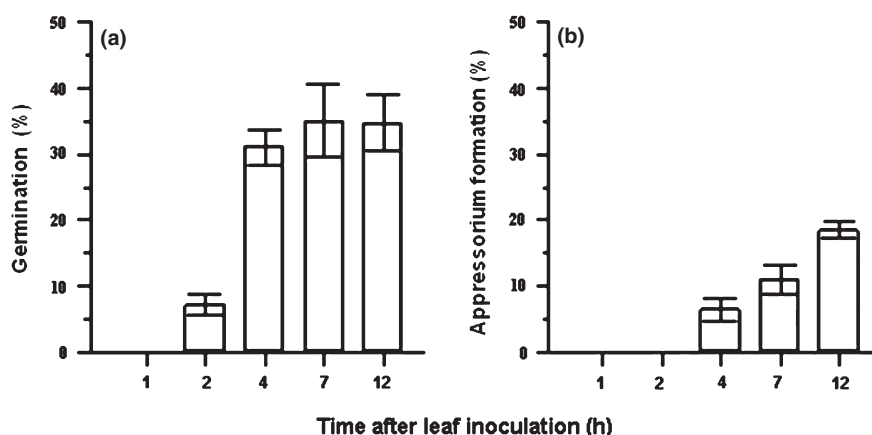 (a)
Germination (%)
50
40
30
20
10
0
1 2 4 7 12
(b)
Appressorium formation (%)
50
40
30
20
10
0
1 2 4 7 12
Time after leaf inoculation (h)